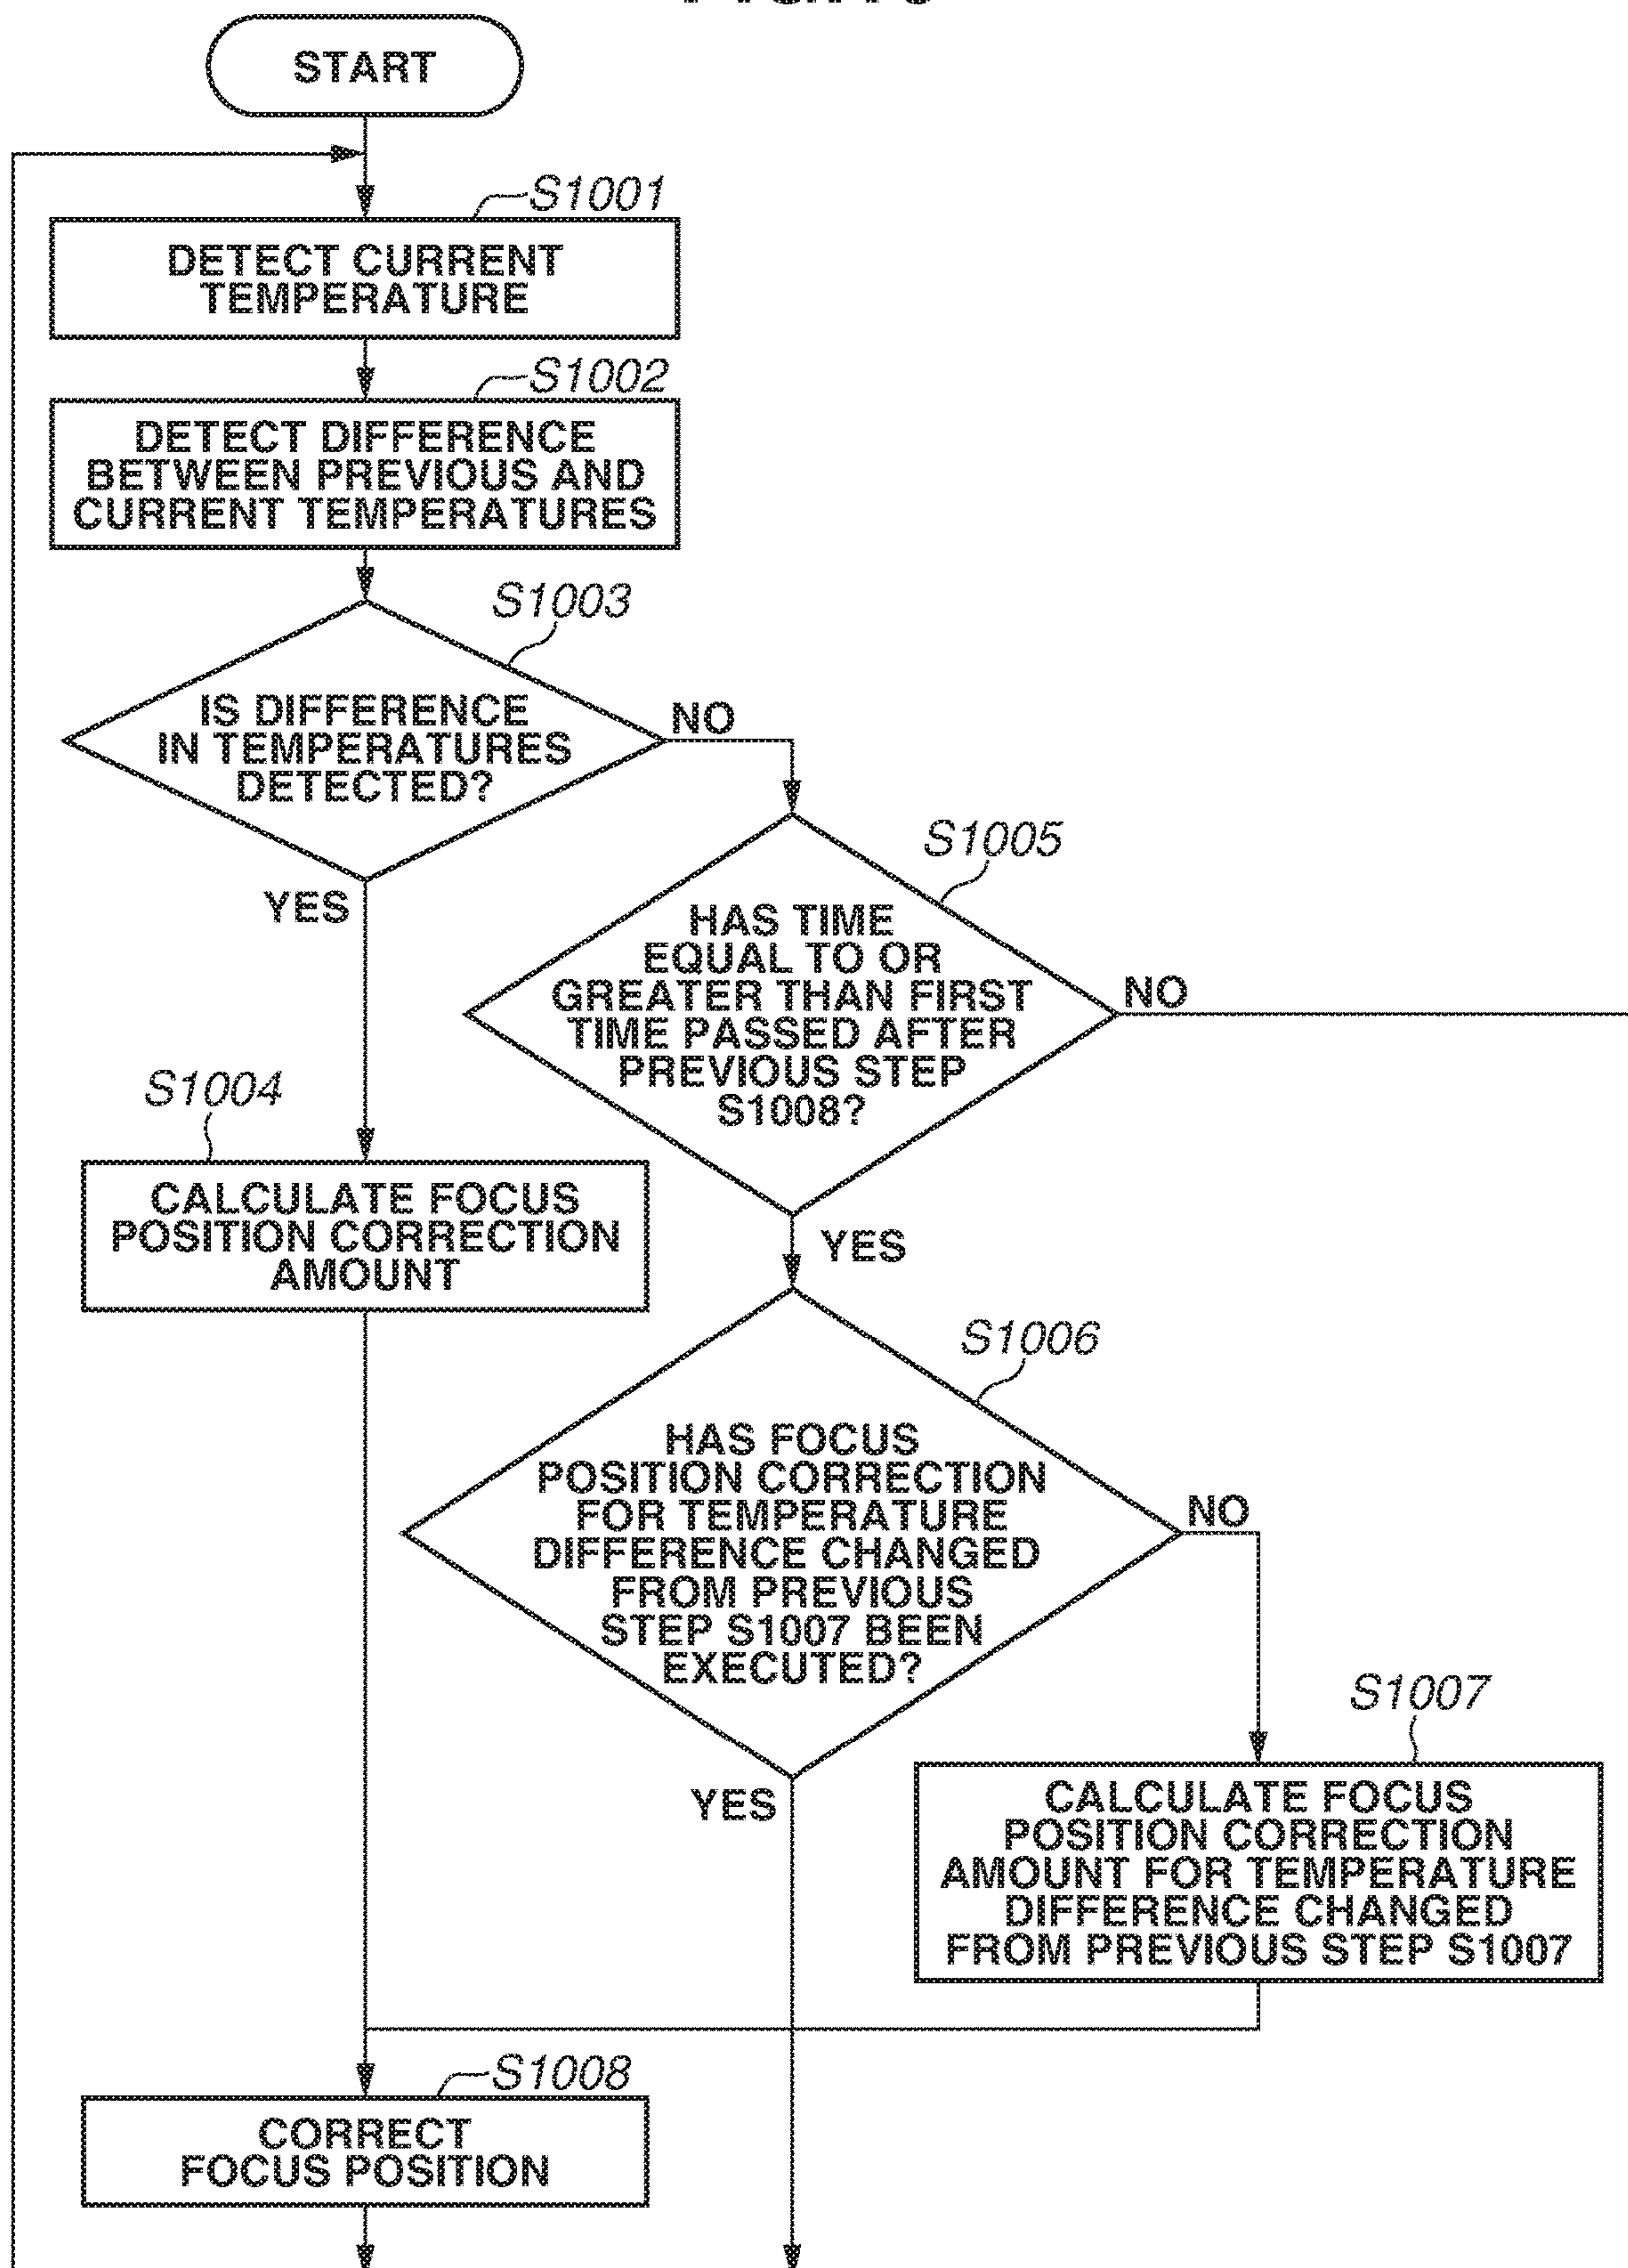 START
S1001
DETECT CURRENT
TEMPERATURE
S1002
DETECT DIFFERENCE
BETWEEN PREVIOUS AND
CURRENT TEMPERATURES
S1003
IS DIFFERENCE
IN TEMPERATURES
DETECTED?
NO
YES
S1005
HAS TIME
EQUAL TO OR
GREATER THAN FIRST
TIME PASSED AFTER
PREVIOUS STEP
S1008?
NO
YES
S1004
CALCULATE FOCUS
POSITION CORRECTION
AMOUNT
S1006
HAS FOCUS
POSITION CORRECTION
FOR TEMPERATURE
DIFFERENCE CHANGED
FROM PREVIOUS
STEP S1007 BEEN
EXECUTED?
NO
YES
S1007
CALCULATE FOCUS
POSITION CORRECTION
AMOUNT FOR TEMPERATURE
DIFFERENCE CHANGED
FROM PREVIOUS STEP S1007
S1008
CORRECT
FOCUS POSITION